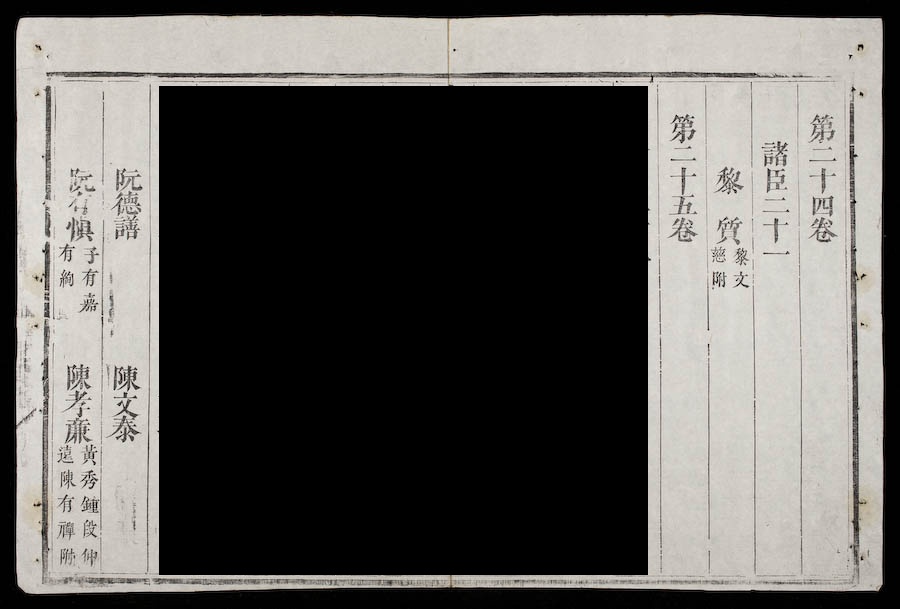 第二十四卷
諸臣二十一
黎質 黎文慈附
第二十五卷
阮德譜 陳文泰
阮有慎 子有嘉有絢 陳孝廉 黃秀鍾段仲遠陳有禪附